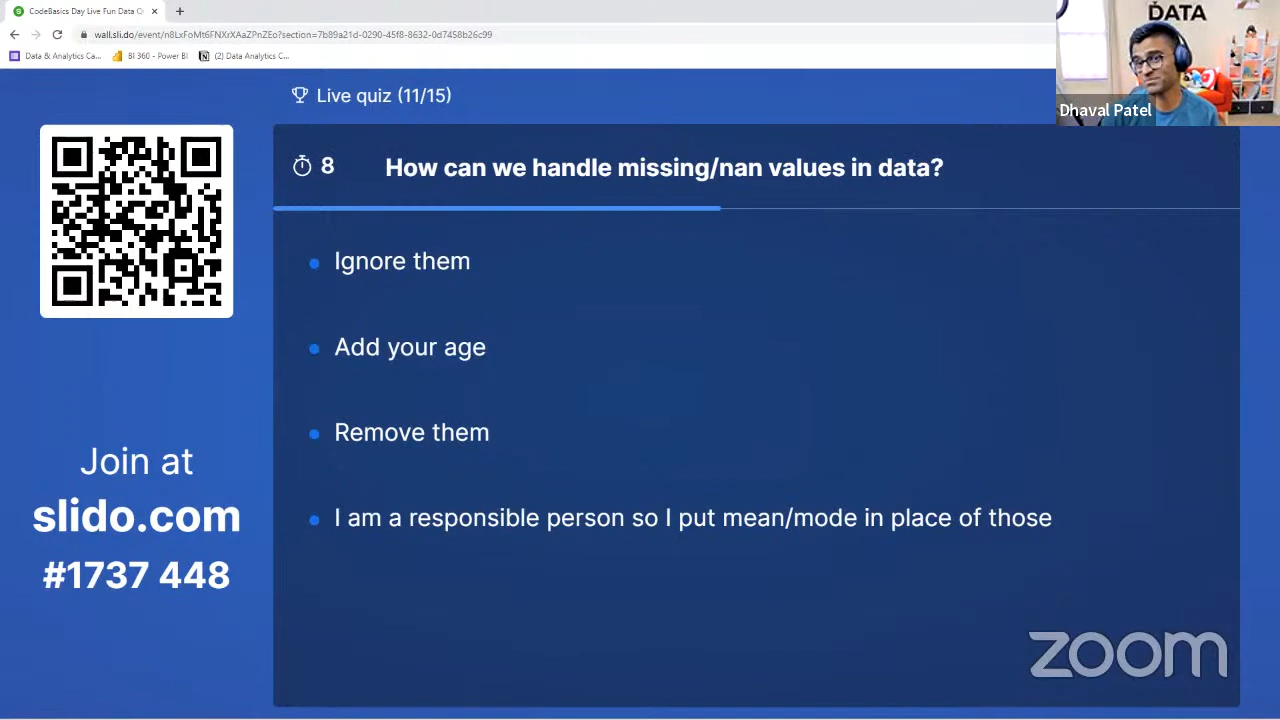 CodeBasics Day Live Fun Data Q
wall.sli.do/event/n8LxFoMt6FNXrXAaZPnZEo?section=7b89a21d-0290-45f8-8632-0d7458bb6c99
Data & Analytics Ca...
BI 360 - Power BI
(2) Data Analytics C...
DATA
Dhaval Patel
Live quiz (11/15)
8
How can we handle missing/nan values in data?
Ignore them
Add your age
Remove them
I am a responsible person so I put mean/mode in place of those
Join at
slido.com
#1737 448
zoom